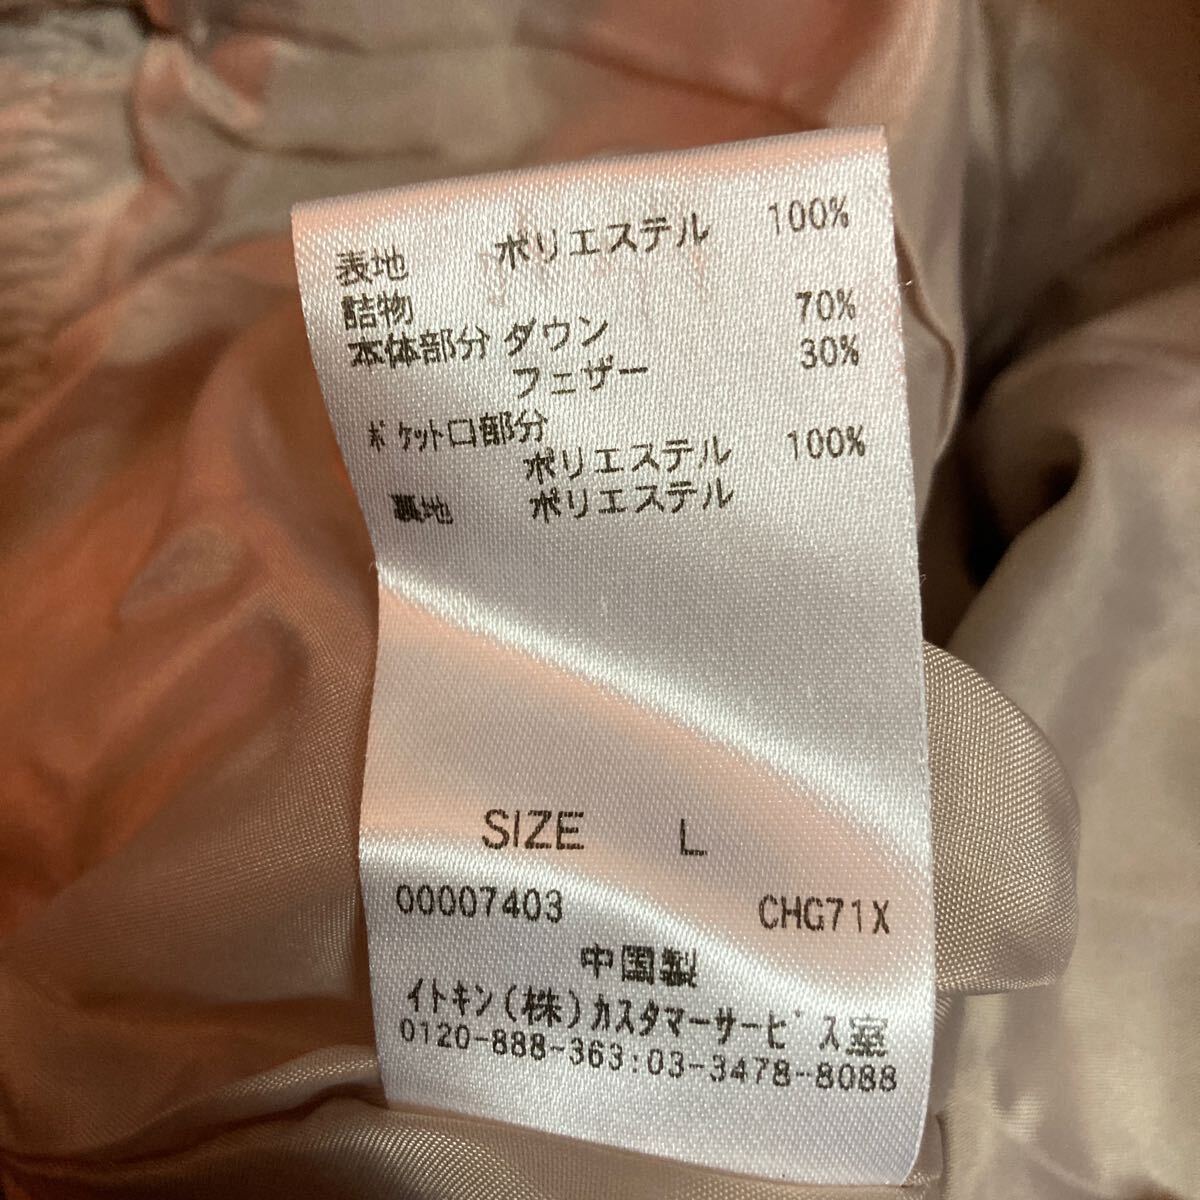 表地 ポリエステル 100%
詰物
本体部分 ダウン 70%
フェザー 30%
ポケット口部分
ポリエステル 100%
裏地 ポリエステル
SIZE L
00007403 CHG71X
中国製
イトキン(株)カスタマーサービス室
0120-888-363:03-3478-8088